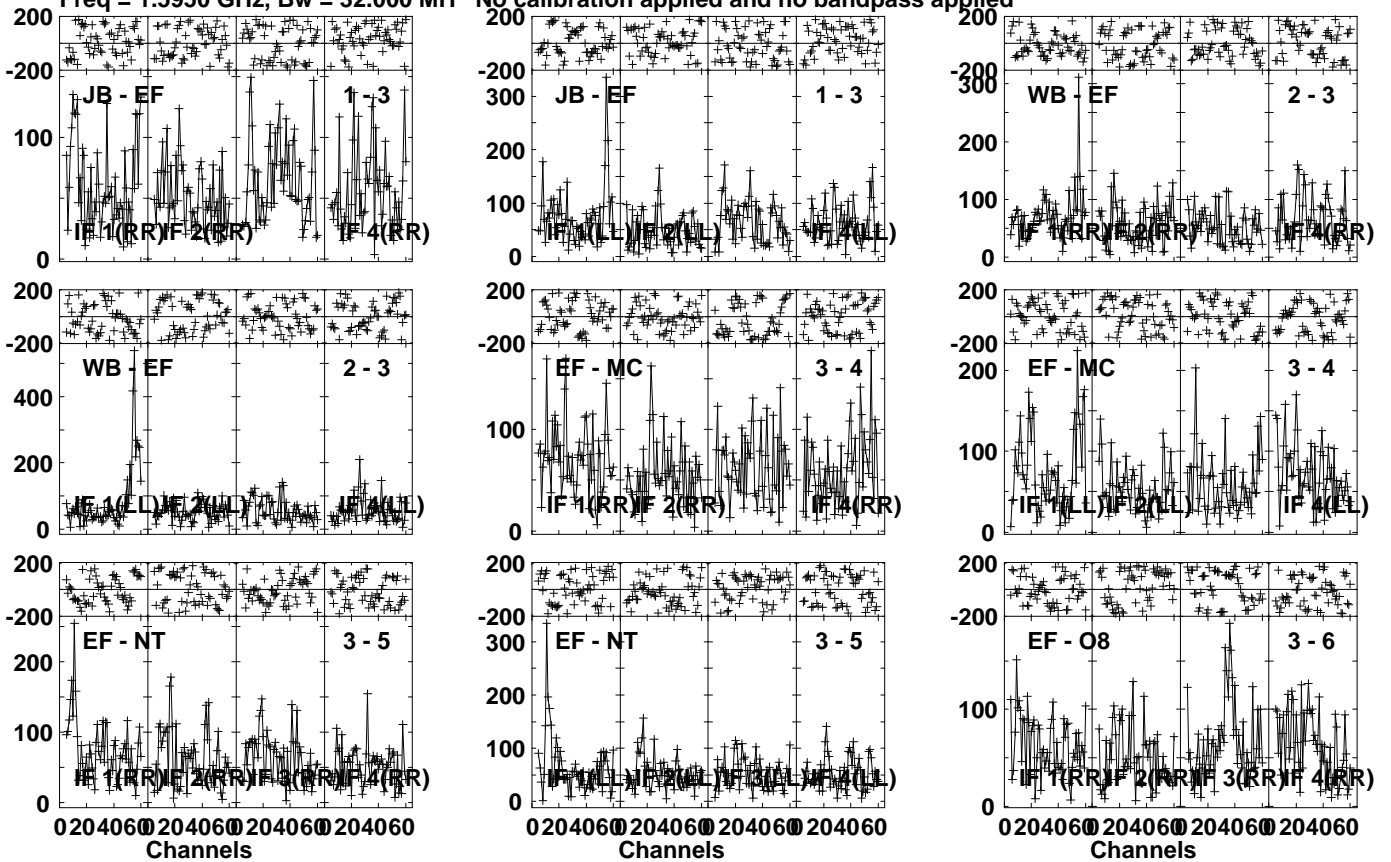 Freq = 1.5950 GHz, Bw = 32.000 MH No calibration applied and no bandpass applied
200
-200
JB - EF 1 - 3
100
0
IF 1(RR) IF 2(RR) IF 4(RR)
200
-200
JB - EF 1 - 3
300
200
100
0
IF 1(LL) IF 2(LL) IF 4(LL)
200
-200
WB - EF 2 - 3
300
200
100
0
IF 1(RR) IF 2(RR) IF 4(RR)
200
-200
WB - EF 2 - 3
400
200
0
IF 1(LL) IF 2(LL) IF 4(LL)
200
-200
EF - MC 3 - 4
100
0
IF 1(RR) IF 2(RR) IF 4(RR)
200
-200
EF - MC 3 - 4
200
100
0
IF 1(LL) IF 2(LL) IF 4(LL)
200
-200
EF - NT 3 - 5
200
100
0
IF 1(RR) IF 2(RR) IF 3(RR) IF 4(RR)
0 20 40 60 0 20 40 60 0 20 40 60 0 20 40 60
Channels
200
-200
EF - NT 3 - 5
300
200
100
0
IF 1(LL) IF 2(LL) IF 3(LL) IF 4(LL)
0 20 40 60 0 20 40 60 0 20 40 60 0 20 40 60
Channels
200
-200
EF - O8 3 - 6
100
0
IF 1(RR) IF 2(RR) IF 3(RR) IF 4(RR)
0 20 40 60 0 20 40 60 0 20 40 60 0 20 40 60
Channels